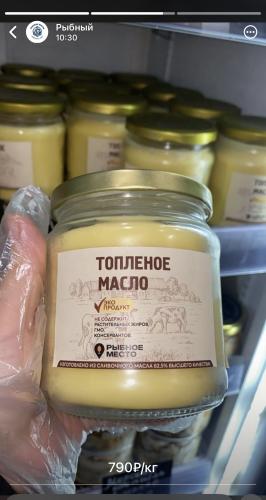 Рыбный
10:30
ТОПЛЕНОЕ
МАСЛО
ЭКО
ПРОДУКТ
НЕ СОДЕРЖИТ
РАСТИТЕЛЬНЫХ ЖИРОВ,
ГМО,
КОНСЕРВАНТОВ.
РЫБНОЕ
МЕСТО
ИЗГОТОВЛЕНО ИЗ СЛИВОЧНОГО МАСЛА 82,5% ВЫСШЕГО КАЧЕСТВА
790₽/кг